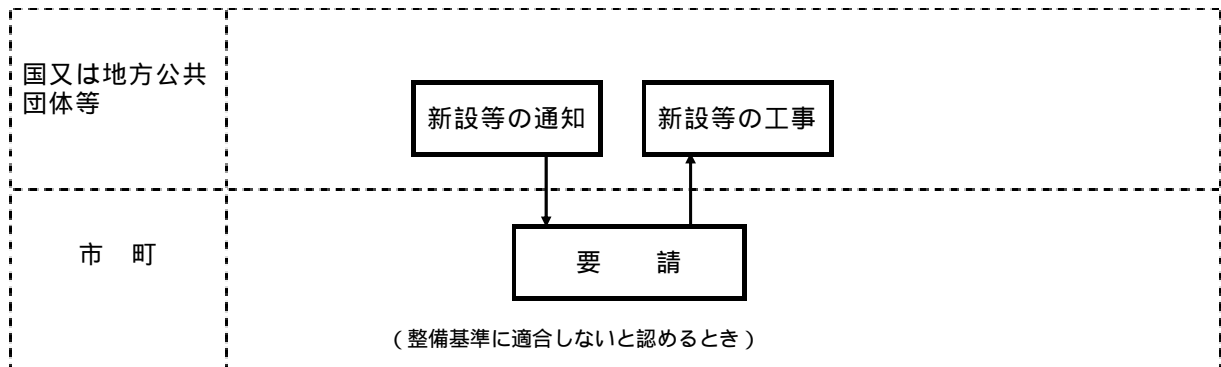 国又は地方公共
団体等
新設等の通知
新設等の工事
市　町
要　　請
（整備基準に適合しないと認めるとき）